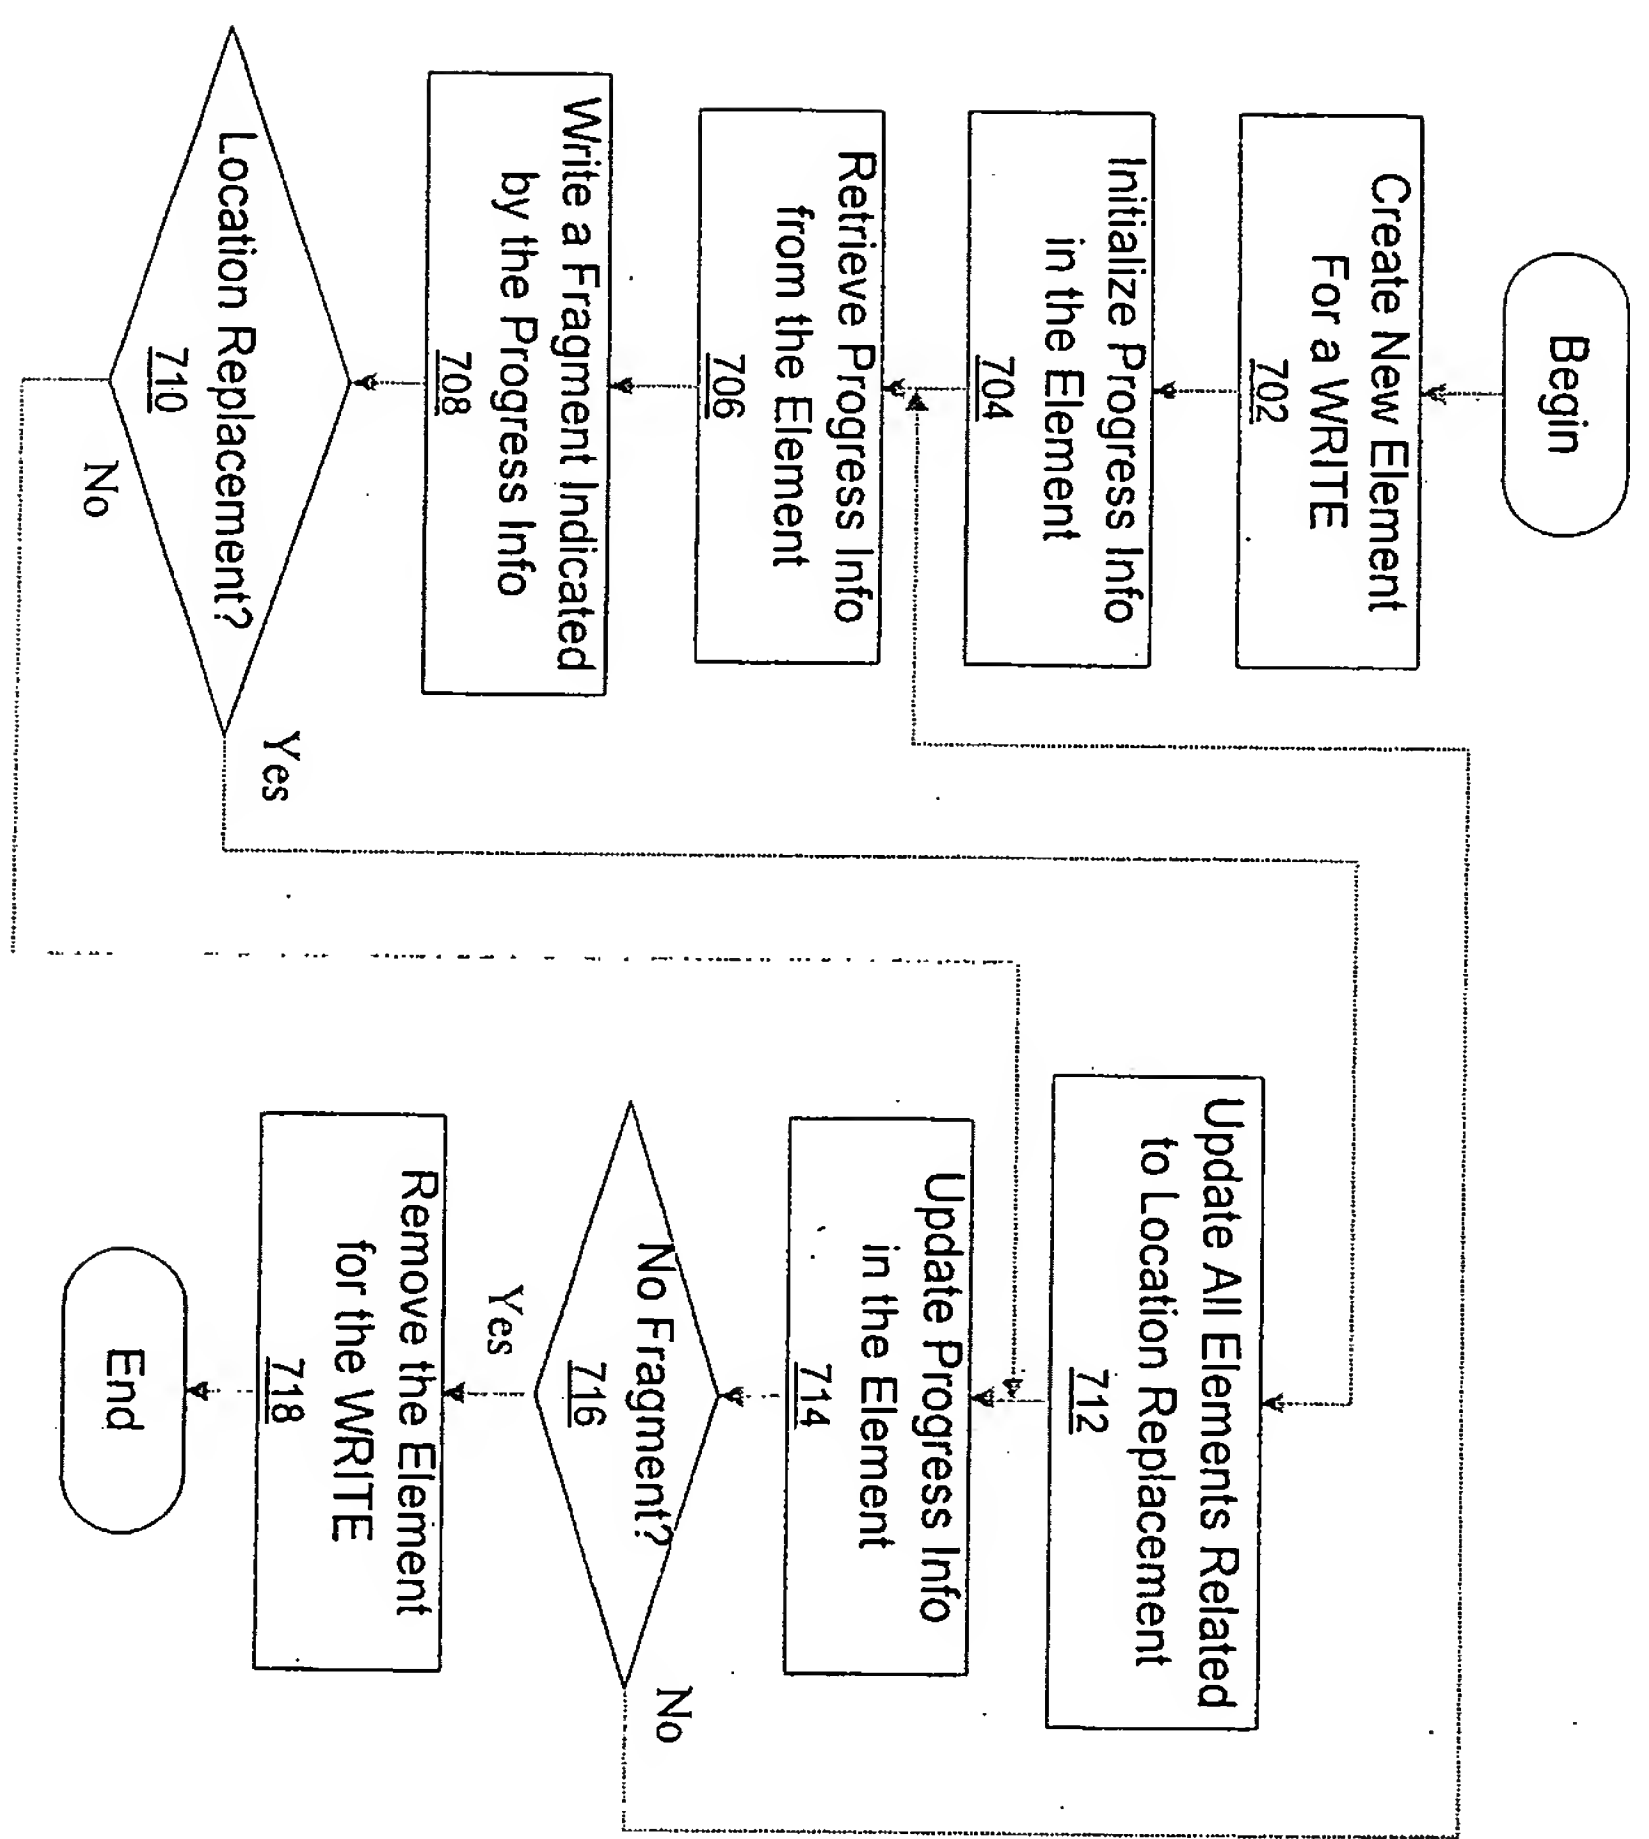 Begin
Create New Element
For a WRITE
702
Initialize Progress Info
in the Element
704
Retrieve Progress Info
from the Element
706
Write a Fragment Indicated
by the Progress Info
708
Location Replacement?
710
Yes
No
Update All Elements Related
to Location Replacement
712
Update Progress Info
in the Element
714
No Fragment?
716
No
Yes
Remove the Element
for the WRITE
718
End